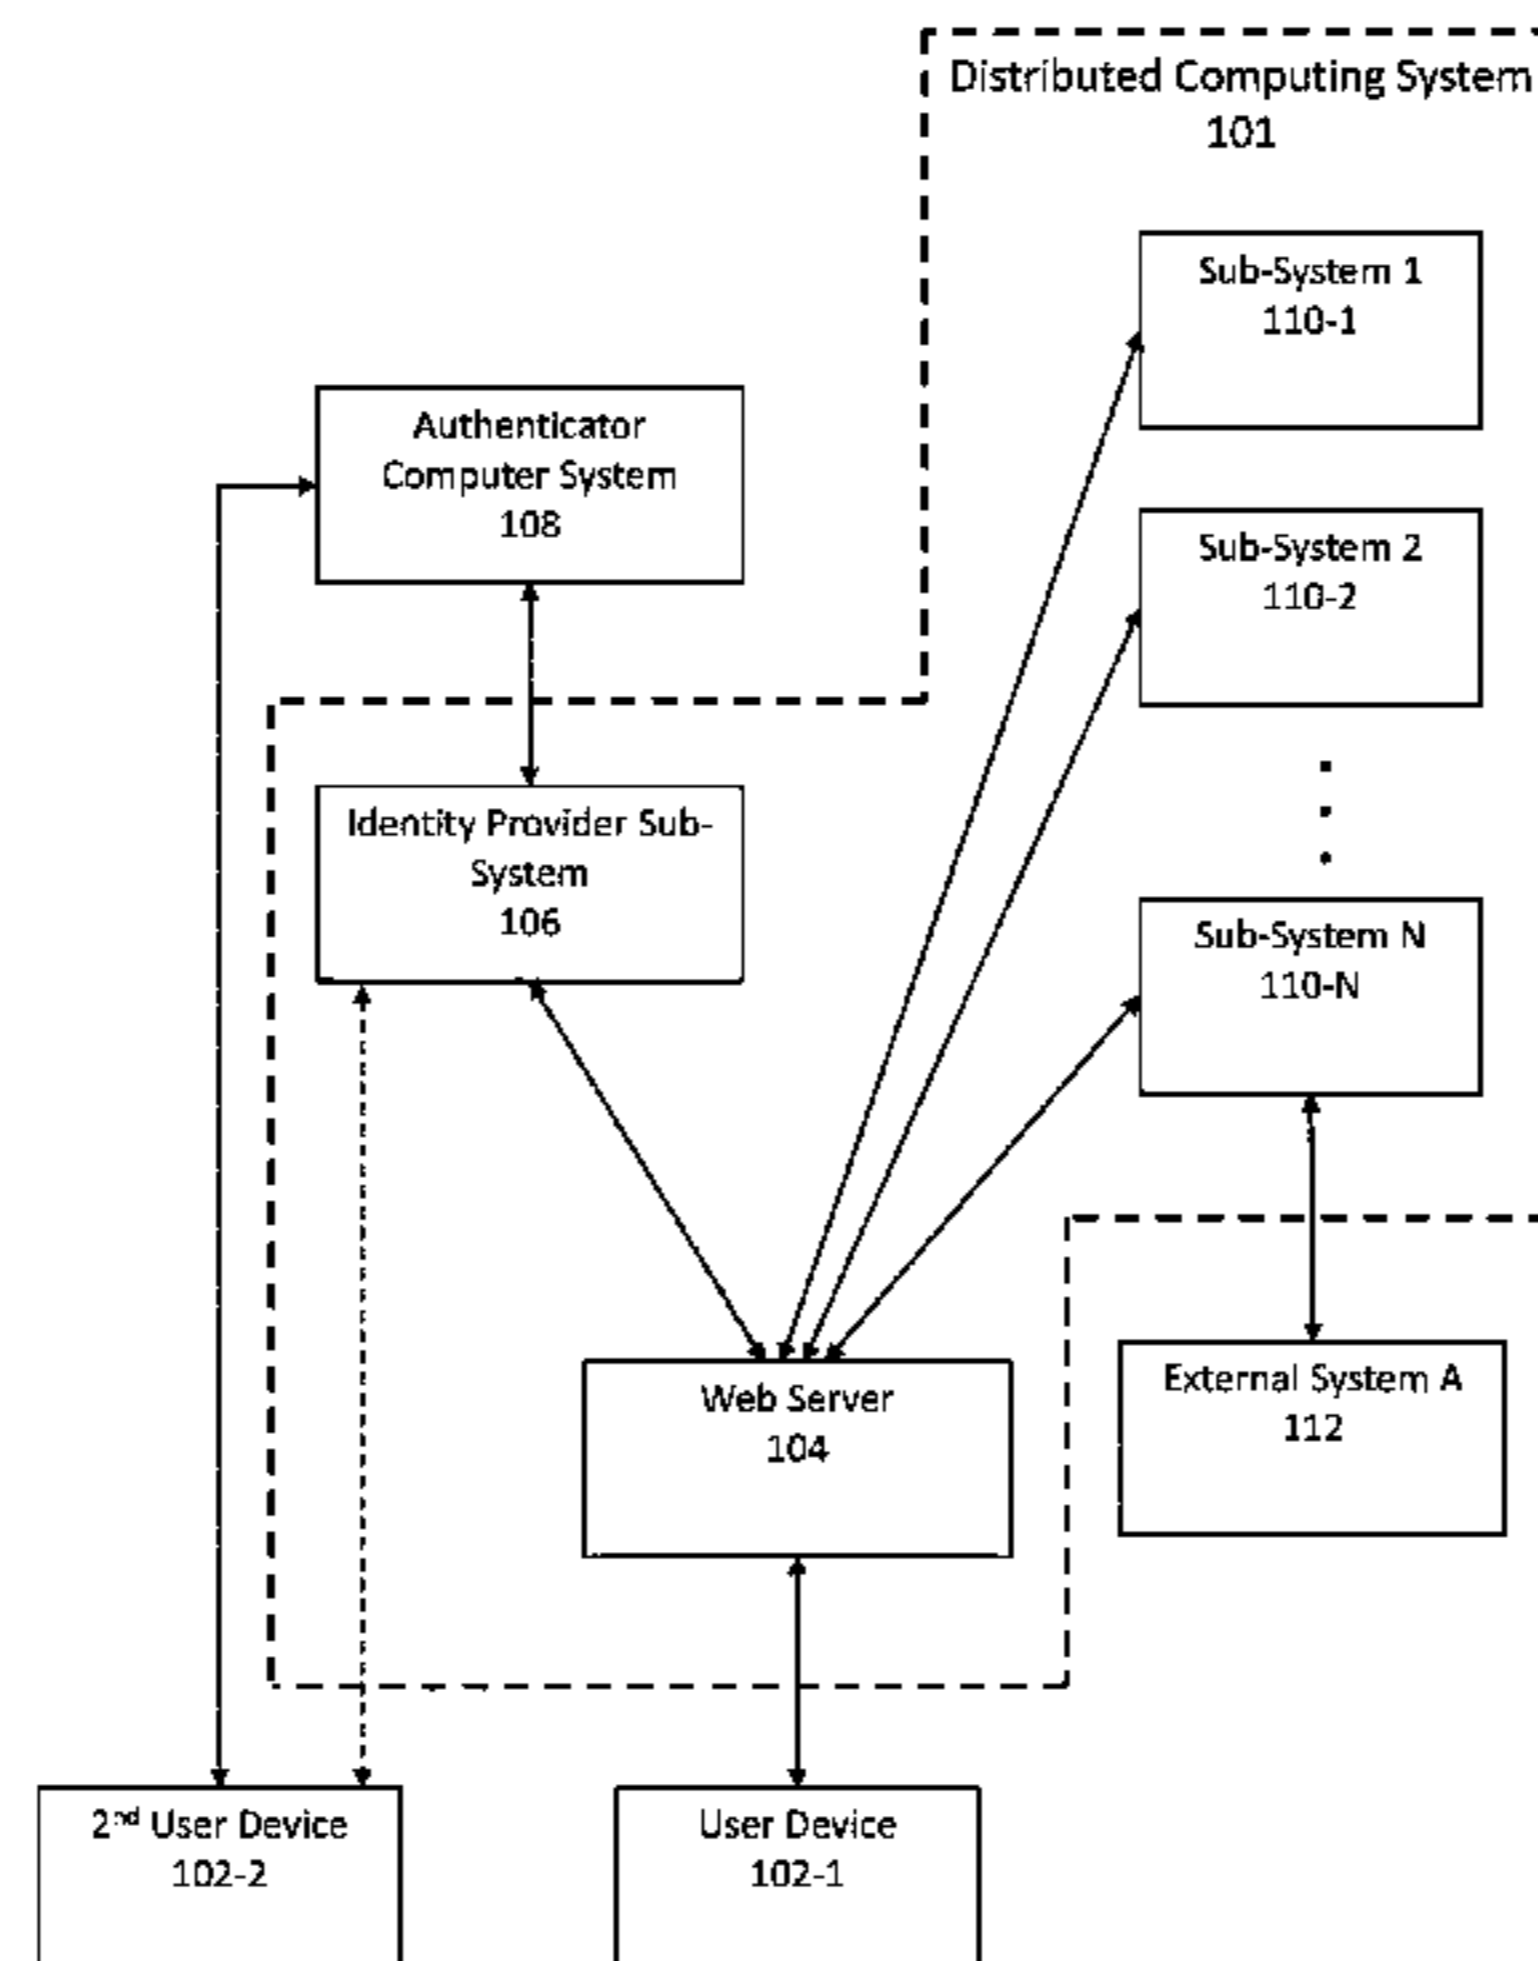 Distributed Computing System
101
Sub-System 1
110-1
Authenticator
Computer System
108
Sub-System 2
110-2
Identity Provider Sub-
System
106
Sub-System N
110-N
Web Server
104
External System A
112
2nd User Device
102-2
User Device
102-1